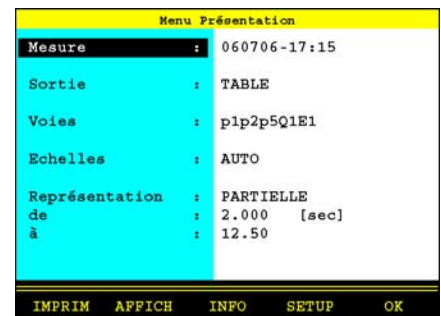 Menu Présentation
Mesure : 060706-17:15
Sortie : TABLE
Voies : p1p2p5Q1E1
Echelles : AUTO
Représentation : PARTIELLE
de : 2.000 [sec]
à : 12.50
IMPRIM AFFICH INFO SETUP OK